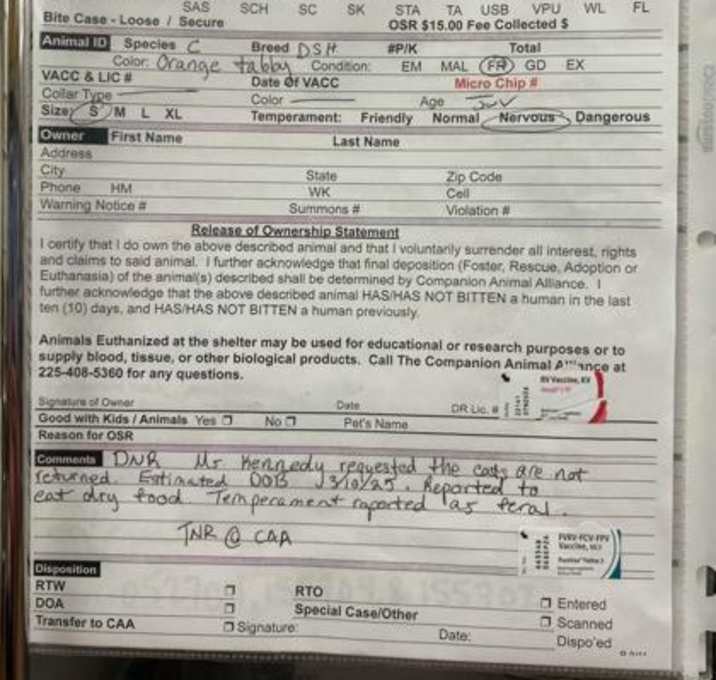 SAS SCH SC SK STA TA USB VPU WL FL
Bite Case - Loose / Secure OSR $15.00 Fee Collected $
Animal ID Species C Breed DSH #P/K Total
Color: Orange tabby Condition: EM MAL FR GD EX
VACC & LIC # Date Of VACC Micro Chip #
Collar Type Color Age Juv
Size: S M L XL Temperament: Friendly Normal Nervous Dangerous
Owner First Name Last Name
Address
City State Zip Code
Phone HM WK Cell
Warning Notice # Summons # Violation #
Release of Ownership Statement
I certify that I do own the above described animal and that I voluntarily surrender all interest, rights
and claims to said animal. I further acknowledge that final deposition (Foster, Rescue, Adoption or
Euthanasia) of the animal(s) described shall be determined by Companion Animal Alliance. I
further acknowledge that the above described animal HAS/HAS NOT BITTEN a human in the last
ten (10) days, and HAS/HAS NOT BITTEN a human previously.
Animals Euthanized at the shelter may be used for educational or research purposes or to
supply blood, tissue, or other biological products. Call The Companion Animal at
225-408-5360 for any questions.
RV Vaccine, KV
Signature of Owner Date DR Lic. #
Good with Kids / Animals Yes No Pet's Name
Reason for OSR
Comments DNR Mr. Kennedy requested the cats are not
returned. Estimated DOB 3/10/25. Reported to
eat dry food. Temperament reported as feral.
TNR @ CAA
FVRV-FCV-FPV
Vaccine, MLV
Disposition
RTW RTO Entered
DOA Special Case/Other Scanned
Transfer to CAA Signature: Date: Dispo'ed